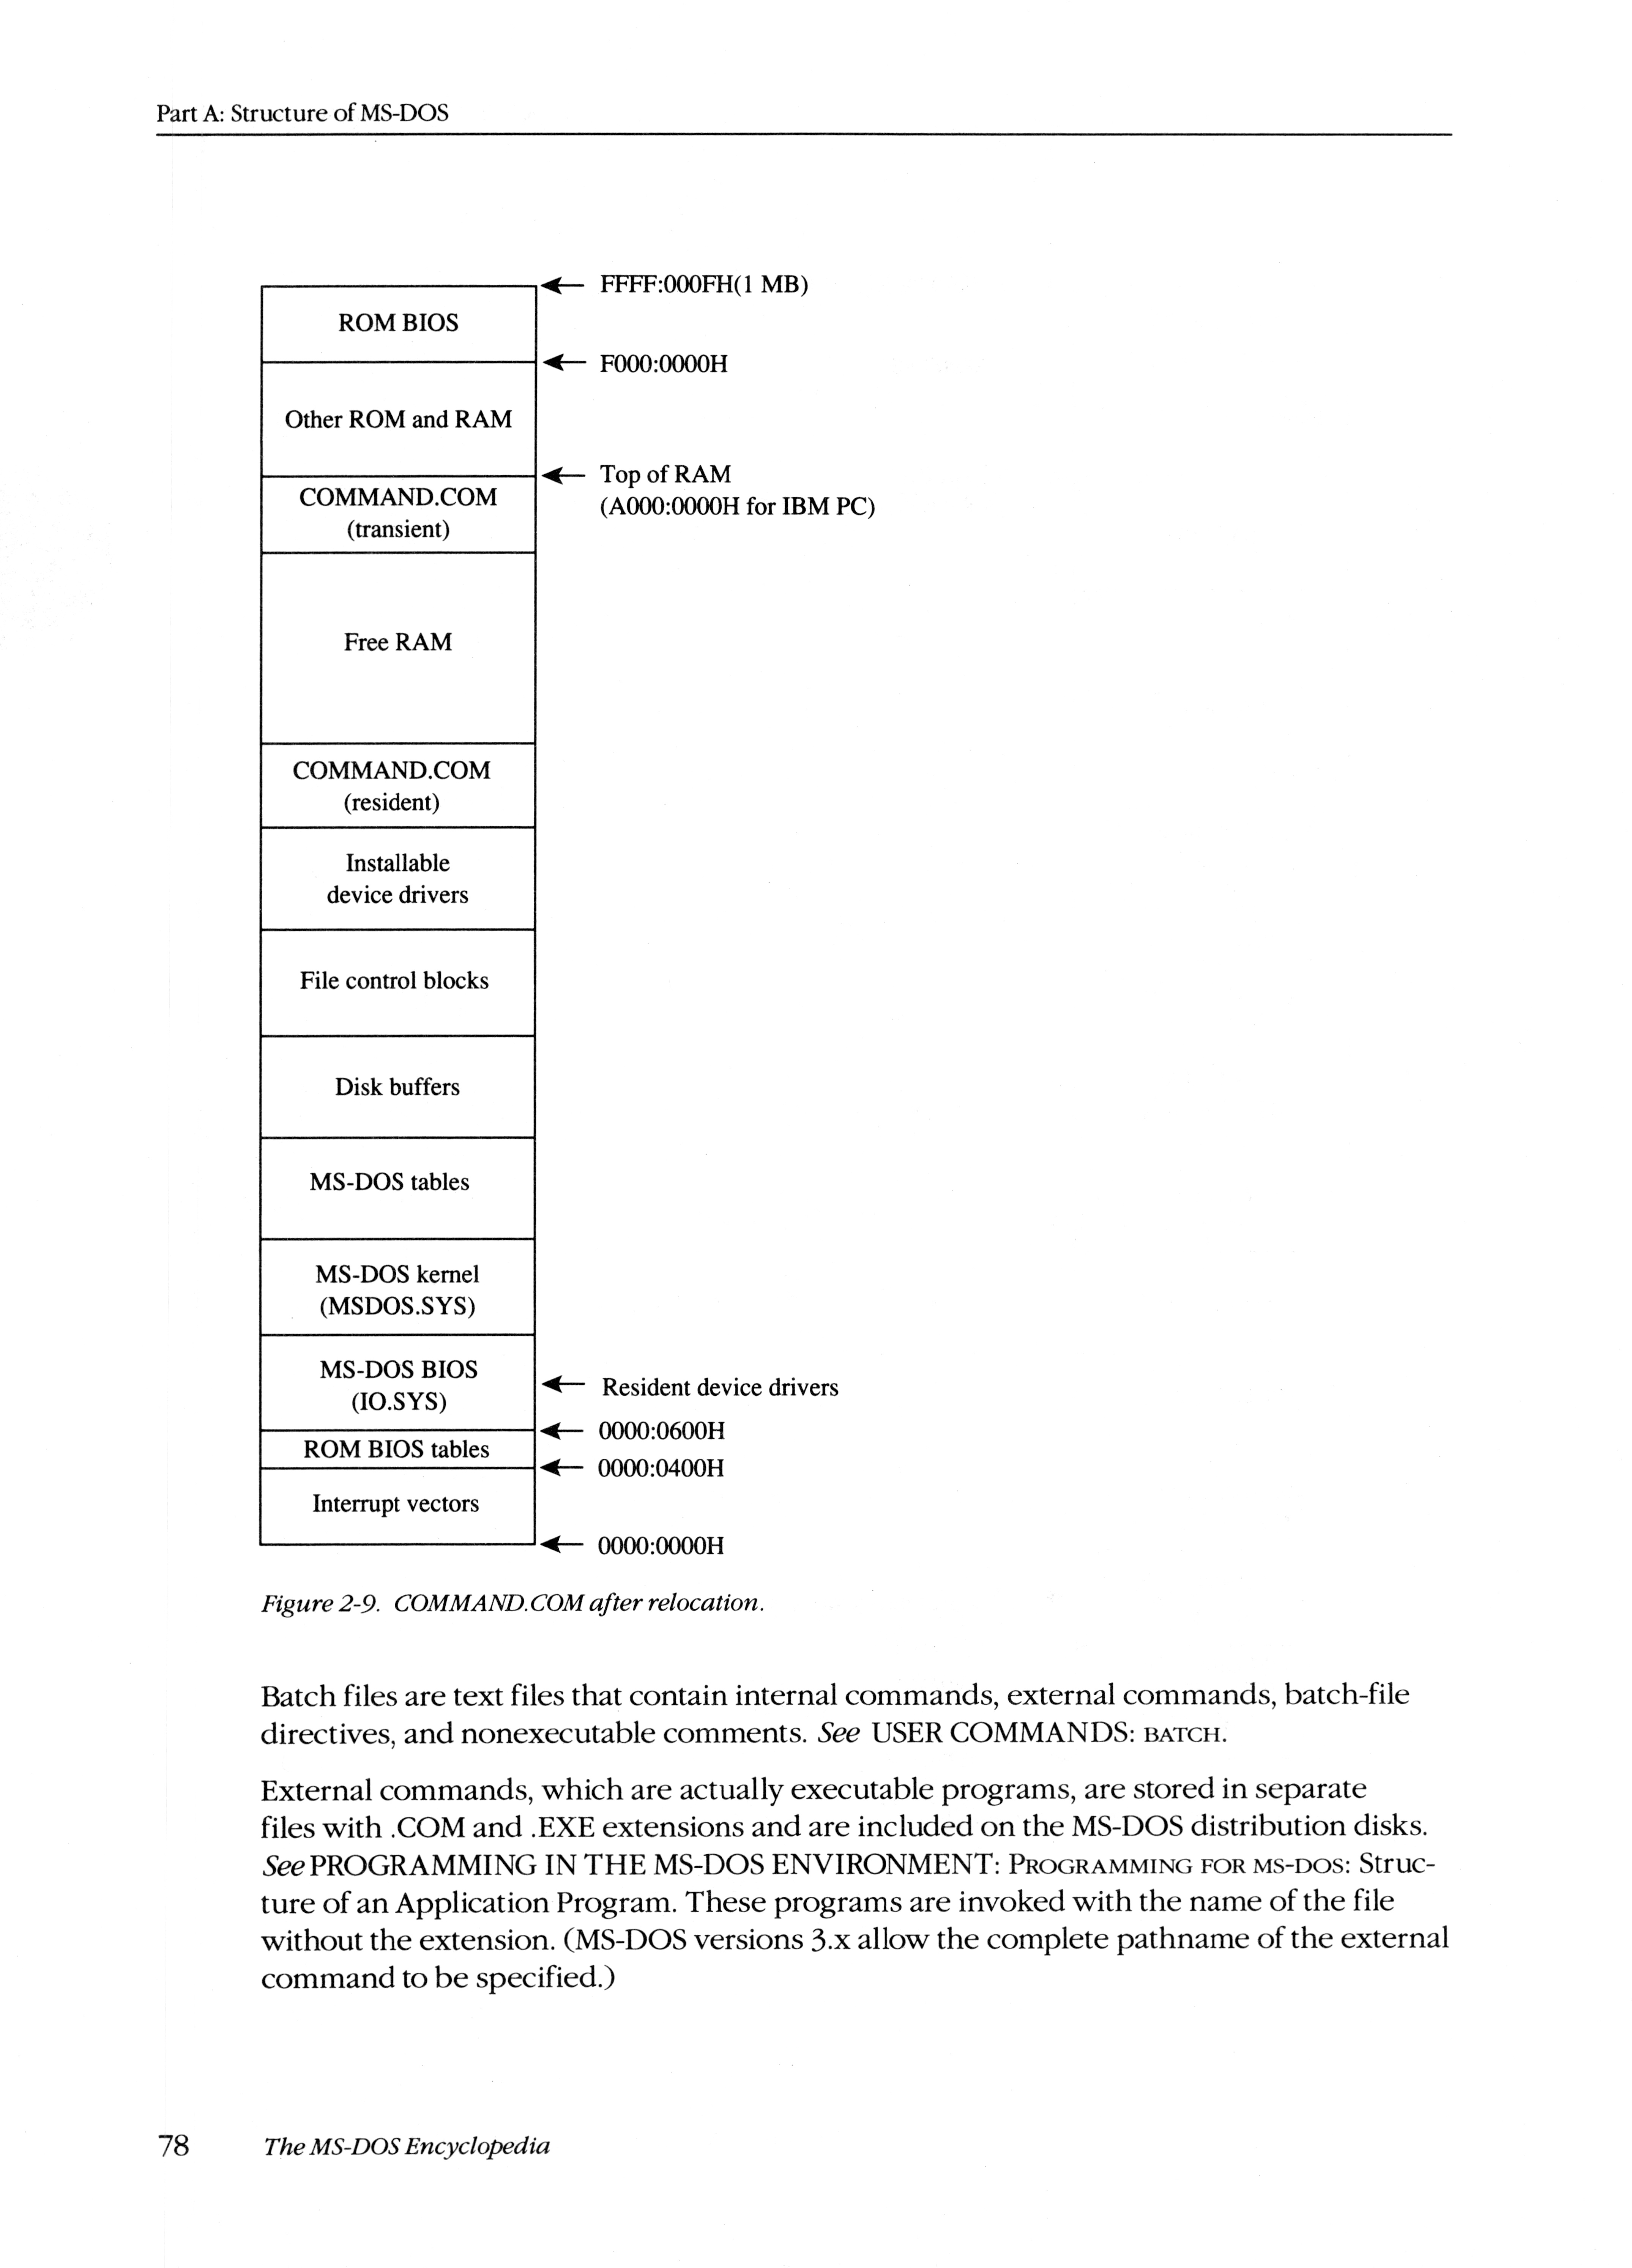 Part A: Structure of MS-DOS
FFFF:000FH(1 MB)
ROM BIOS
F000:0000H
Other ROM and RAM
Top of RAM
(A000:0000H for IBM PC)
COMMAND.COM
(transient)
Free RAM
COMMAND.COM
(resident)
Installable
device drivers
File control blocks
Disk buffers
MS-DOS tables
MS-DOS kernel
(MSDOS.SYS)
MS-DOS BIOS
(IO.SYS)
Resident device drivers
0000:0600H
ROM BIOS tables
0000:0400H
Interrupt vectors
0000:0000H
Figure 2-9. COMMAND.COM after relocation.
Batch files are text files that contain internal commands, external commands, batch-file
directives, and nonexecutable comments. See USER COMMANDS: BATCH.
External commands, which are actually executable programs, are stored in separate
files with .COM and .EXE extensions and are included on the MS-DOS distribution disks.
See PROGRAMMING IN THE MS-DOS ENVIRONMENT: PROGRAMMING FOR MS-DOS: Struc-
ture of an Application Program. These programs are invoked with the name of the file
without the extension. (MS-DOS versions 3.x allow the complete pathname of the external
command to be specified.)
78 The MS-DOS Encyclopedia